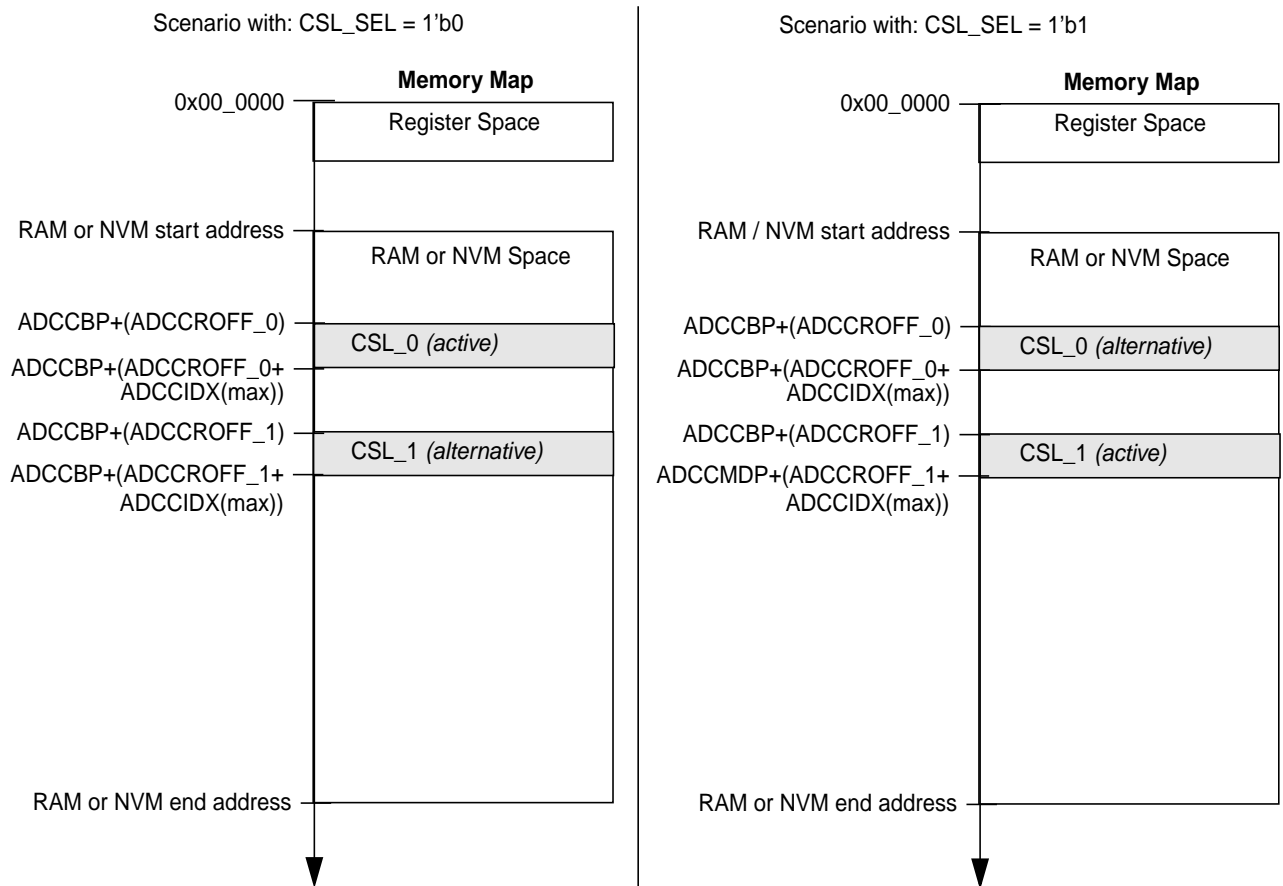 Scenario with: CSL_SEL = 1’b0
Memory Map
0x00_0000
Register Space
RAM or NVM start address
RAM or NVM Space
ADCCBP+(ADCCROFF_0)
CSL_0 (active)
ADCCBP+(ADCCROFF_0+
ADCCIDX(max))
ADCCBP+(ADCCROFF_1)
CSL_1 (alternative)
ADCCBP+(ADCCROFF_1+
ADCCIDX(max))
RAM or NVM end address
Scenario with: CSL_SEL = 1’b1
Memory Map
0x00_0000
Register Space
RAM / NVM start address
RAM or NVM Space
ADCCBP+(ADCCROFF_0)
CSL_0 (alternative)
ADCCBP+(ADCCROFF_0+
ADCCIDX(max))
ADCCBP+(ADCCROFF_1)
CSL_1 (active)
ADCCMDP+(ADCCROFF_1+
ADCCIDX(max))
RAM or NVM end address